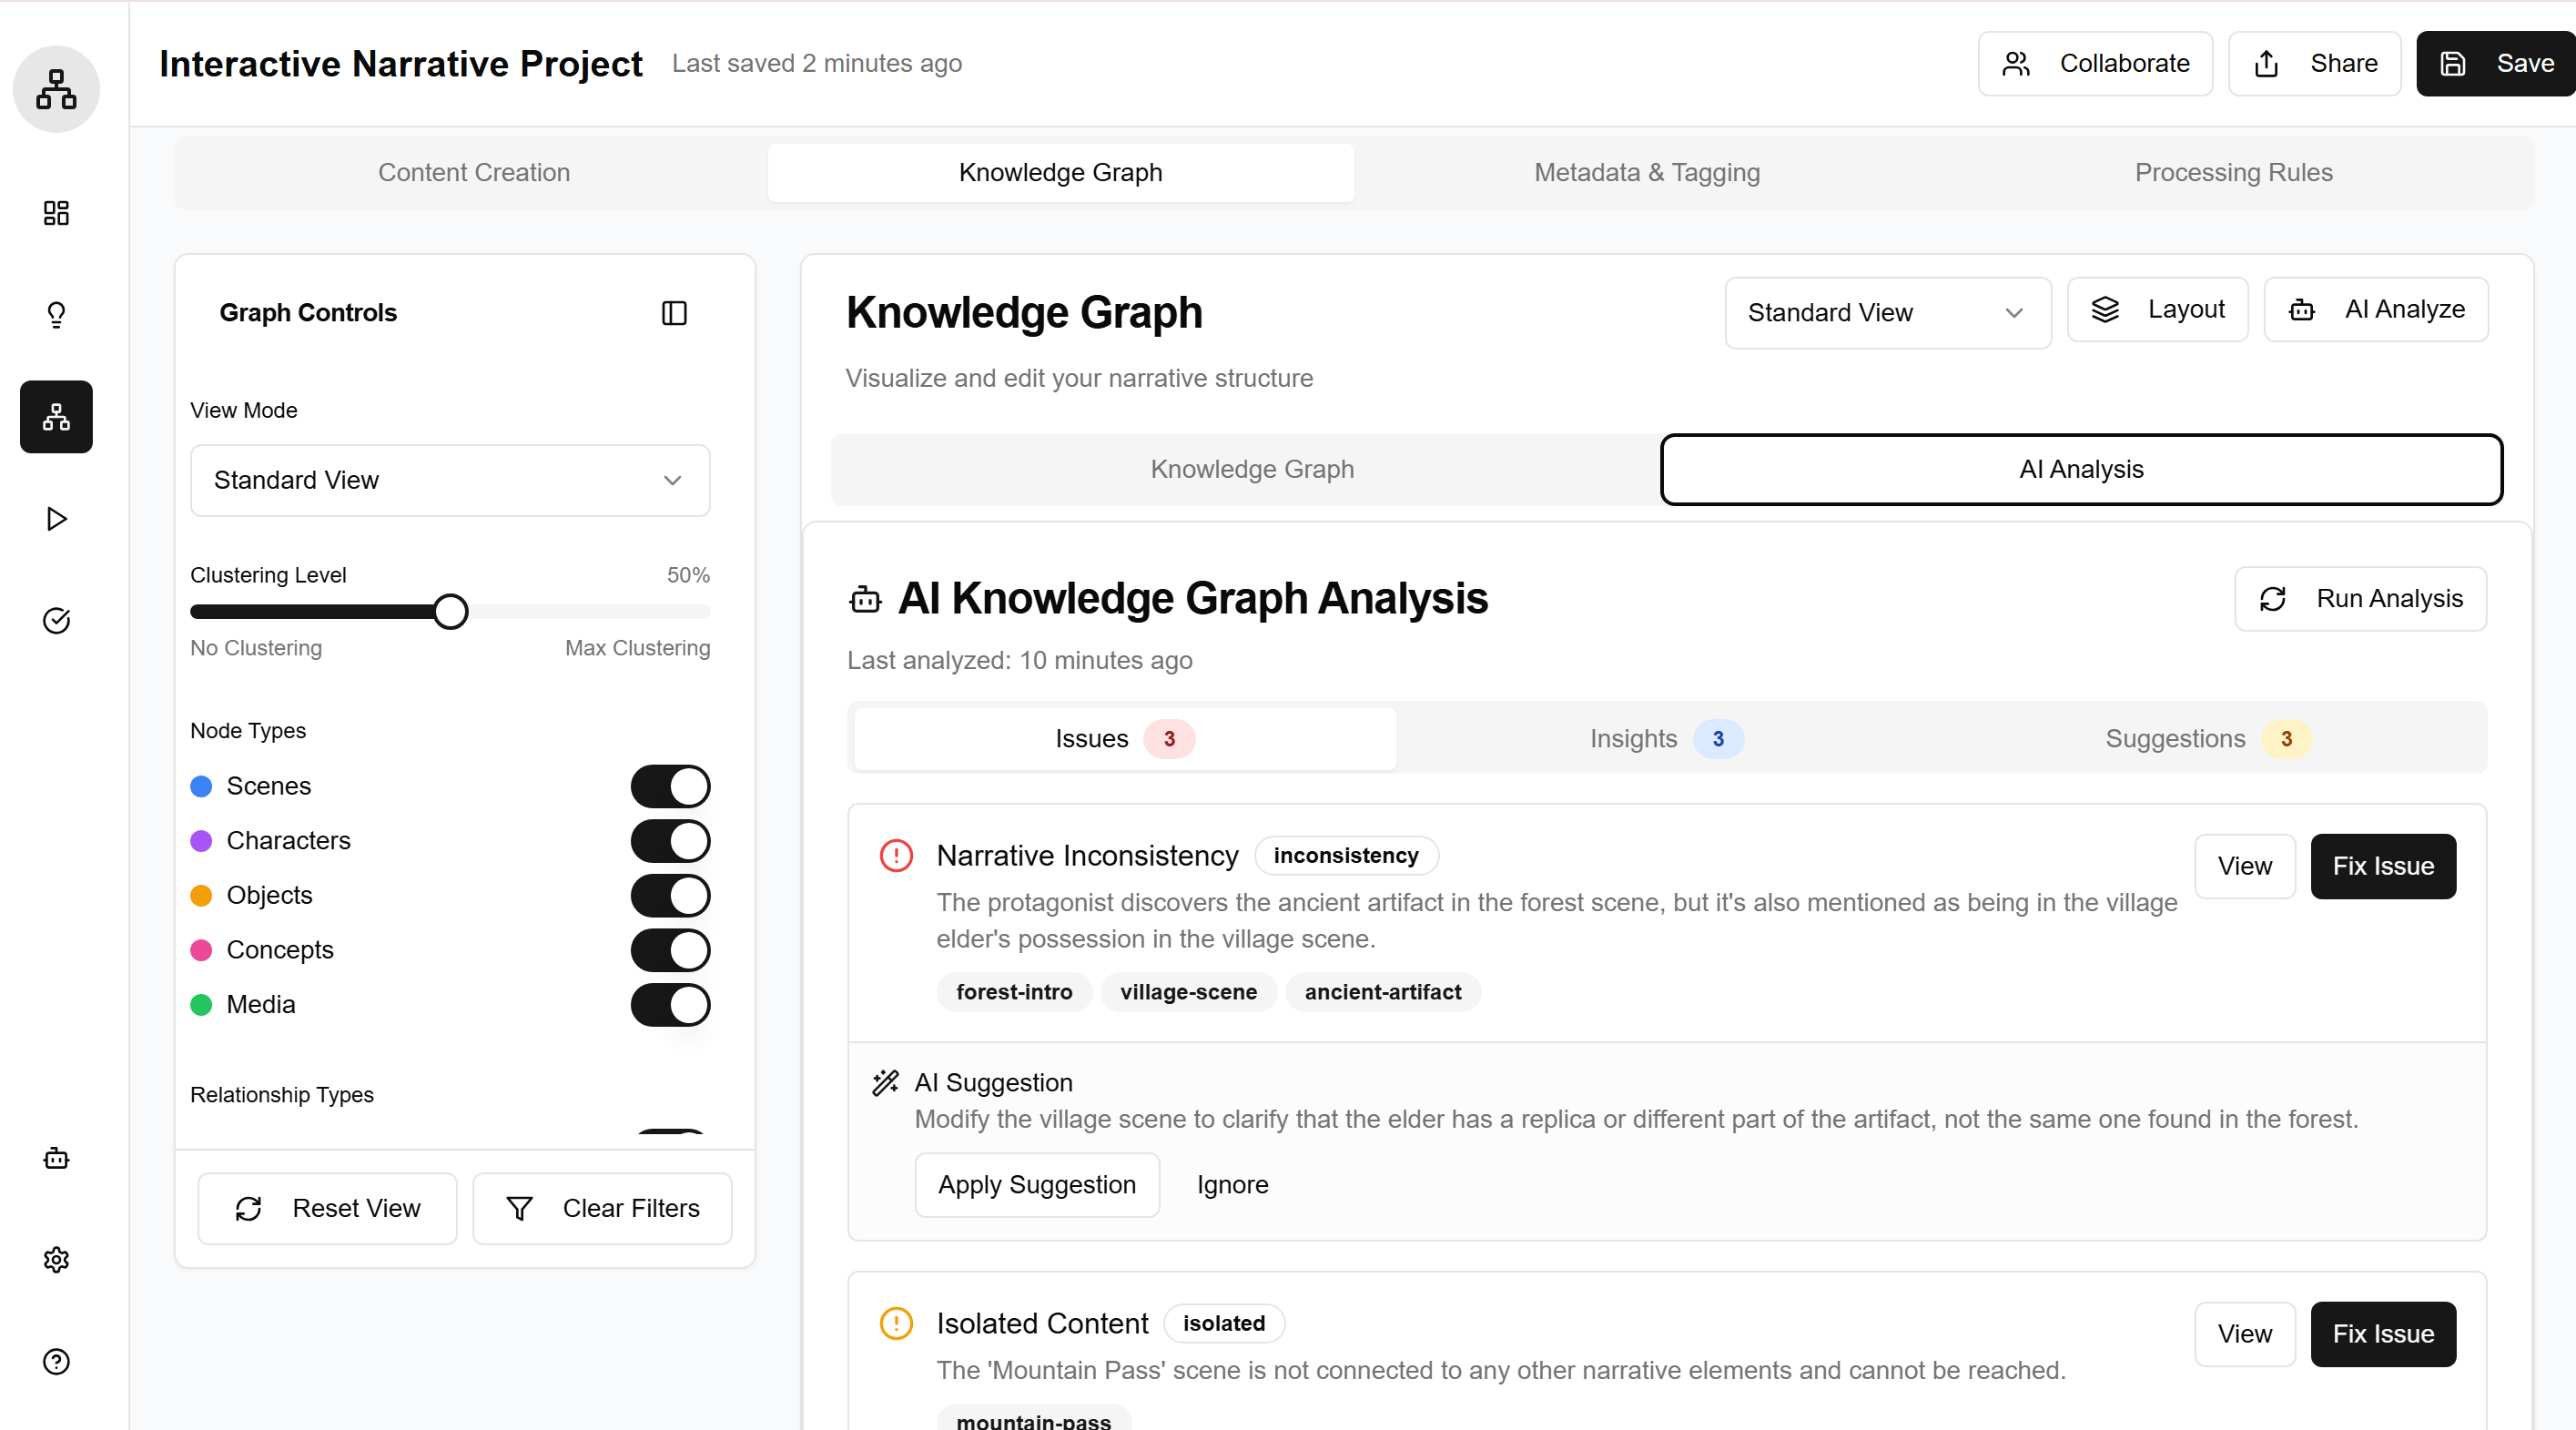 Interactive Narrative Project
Last saved 2 minutes ago
Collaborate
Share
Save
Content Creation
Knowledge Graph
Metadata & Tagging
Processing Rules
Graph Controls
View Mode
Standard View
Clustering Level
50%
No Clustering
Max Clustering
Node Types
Scenes
Characters
Objects
Concepts
Media
Relationship Types
Reset View
Clear Filters
Knowledge Graph
Visualize and edit your narrative structure
Standard View
Layout
AI Analyze
Knowledge Graph
AI Analysis
AI Knowledge Graph Analysis
Last analyzed: 10 minutes ago
Run Analysis
Issues 3
Insights 3
Suggestions 3
Narrative Inconsistency
inconsistency
The protagonist discovers the ancient artifact in the forest scene, but it's also mentioned as being in the village
elder's possession in the village scene.
forest-intro
village-scene
ancient-artifact
View
Fix Issue
AI Suggestion
Modify the village scene to clarify that the elder has a replica or different part of the artifact, not the same one found in the forest.
Apply Suggestion
Ignore
Isolated Content
isolated
The 'Mountain Pass' scene is not connected to any other narrative elements and cannot be reached.
mountain-pass
View
Fix Issue